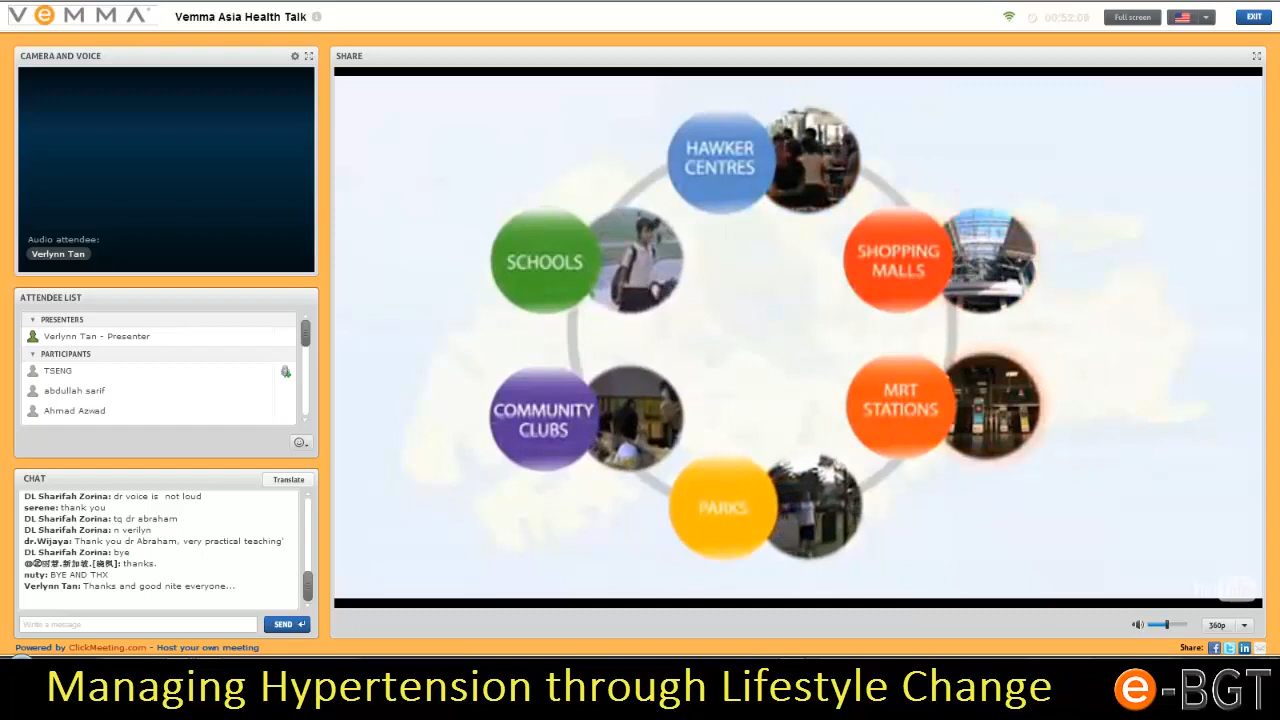 VEMMA
Vemma Asia Health Talk
00:52:08
Full screen
EXIT
CAMERA AND VOICE
Audio attendee:
Verlynn Tan
ATTENDEE LIST
PRESENTERS
Verlynn Tan - Presenter
PARTICIPANTS
TSENG
abdullah sarif
Ahmad Azwad
CHAT
Translate
DL Sharifah Zorina: dr voice is not loud
serene: thank you
DL Sharifah Zorina: tq dr abraham
DL Sharifah Zorina: n verilyn
dr.Wijaya: Thank you dr Abraham, very practical teaching'
DL Sharifah Zorina: bye
thanks.
nuty: BYE AND THX
Verlynn Tan: Thanks and good nite everyone...
Write a message
SEND
Powered by ClickMeeting.com - Host your own meeting
SHARE
HAWKER
CENTRES
SHOPPING
MALLS
MRT
STATIONS
PARKS
COMMUNITY
CLUBS
SCHOOLS
360p
Share:
Managing Hypertension through Lifestyle Change
e-BGT